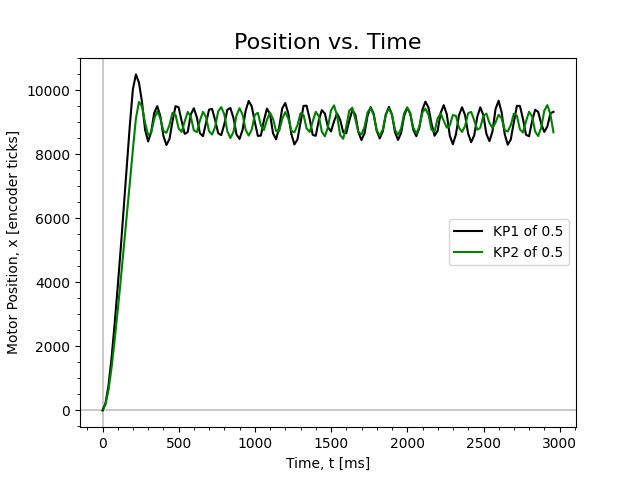 Position vs. Time
Motor Position, x [encoder ticks]
10000
8000
6000
4000
2000
0
KP1 of 0.5
KP2 of 0.5
0 500 1000 1500 2000 2500 3000
Time, t [ms]